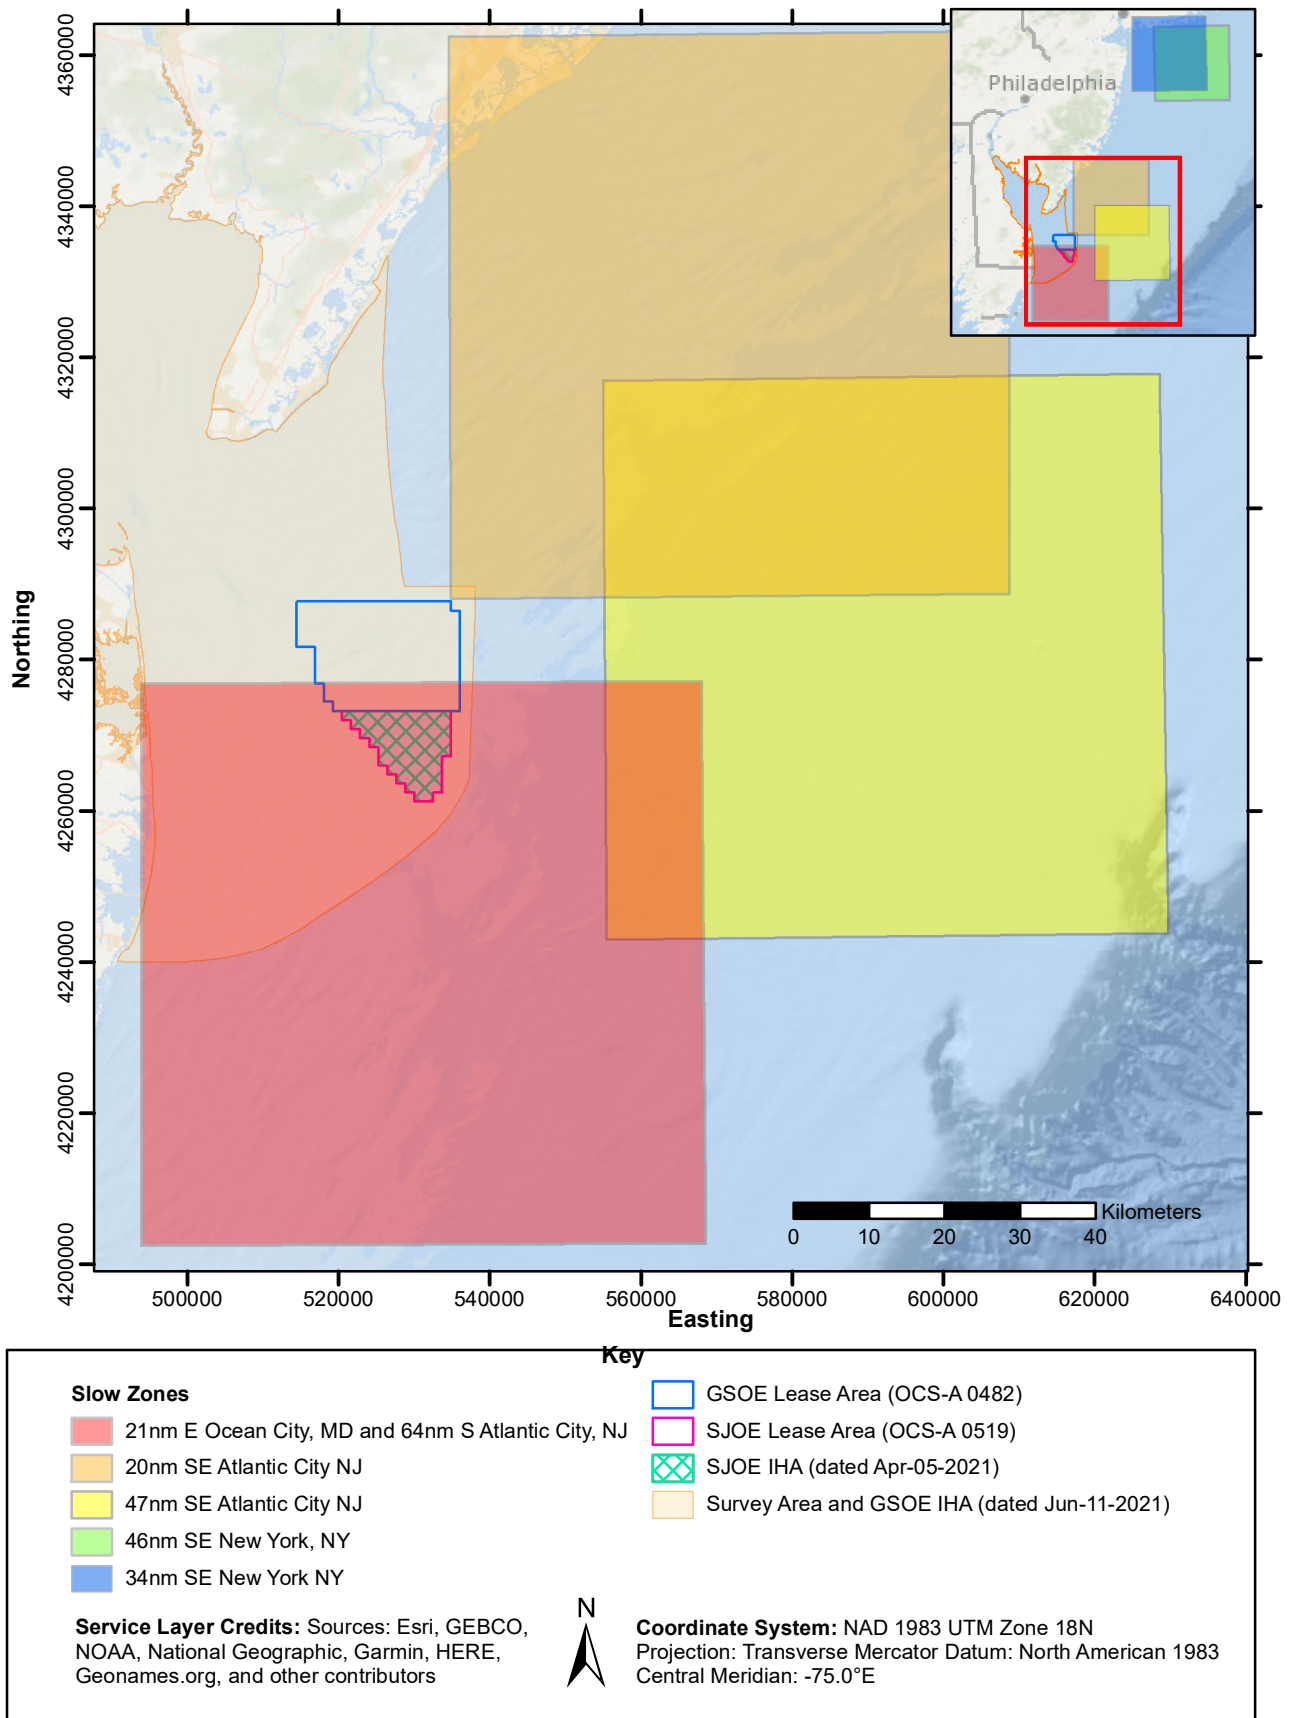 Philadelphia
4360000
4340000
4320000
4300000
4280000
4260000
4240000
4220000
4200000
Northing
Kilometers
0 10 20 30 40
500000 520000 540000 560000 580000 600000 620000 640000
Easting
Key
Slow Zones
21nm E Ocean City, MD and 64nm S Atlantic City, NJ
20nm SE Atlantic City NJ
47nm SE Atlantic City NJ
46nm SE New York, NY
34nm SE New York NY
GSOE Lease Area (OCS-A 0482)
SJOE Lease Area (OCS-A 0519)
SJOE IHA (dated Apr-05-2021)
Survey Area and GSOE IHA (dated Jun-11-2021)
Service Layer Credits: Sources: Esri, GEBCO,
NOAA, National Geographic, Garmin, HERE,
Geonames.org, and other contributors
N
Coordinate System: NAD 1983 UTM Zone 18N
Projection: Transverse Mercator Datum: North American 1983
Central Meridian: -75.0°E